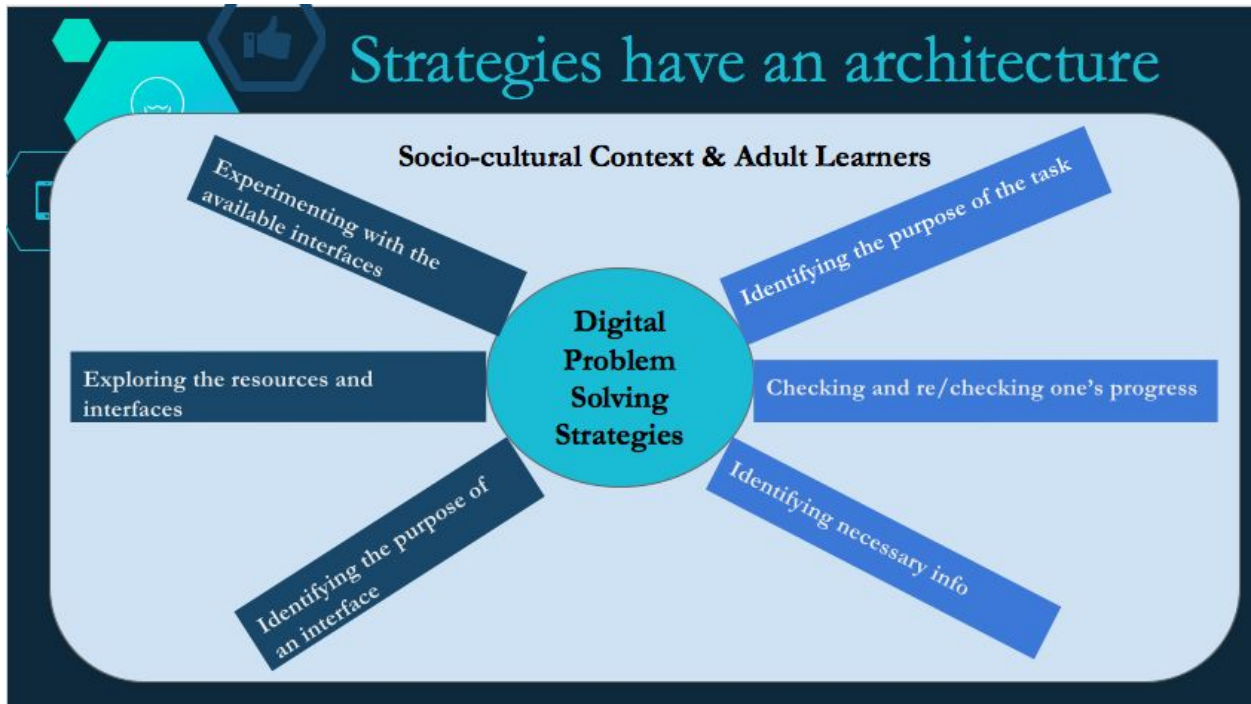 Strategies have an architecture
Socio-cultural Context & Adult Learners
Experimenting with the
available interfaces
Exploring the resources and
interfaces
Identifying the purpose of
an interface
Digital
Problem
Solving
Strategies
Identifying the purpose of the task
Checking and re/checking one's progress
Identifying necessary info